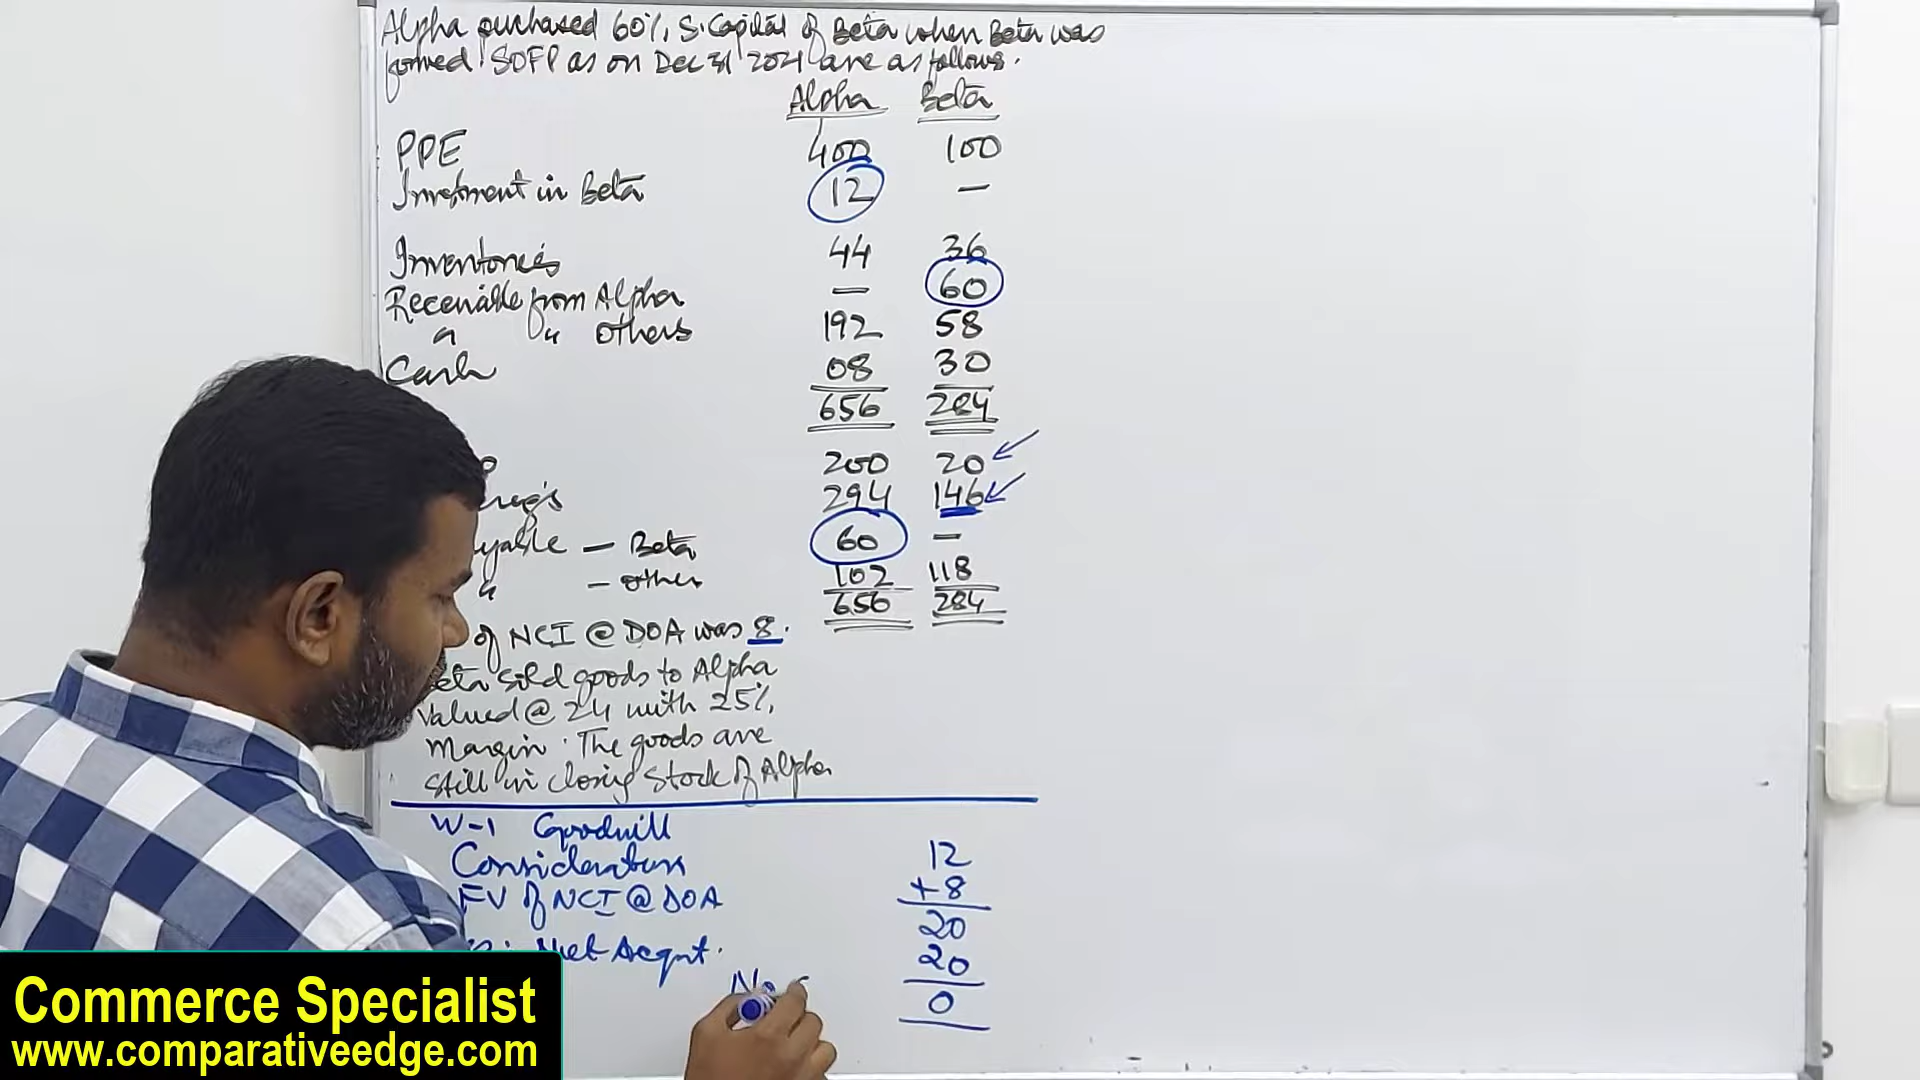 Alpha purchased 60% S. Capital of Beta when Beta was
formed. SOFP as on Dec 31 2021 are as follows.
Alpha Beta
PPE 400 100
Investment in Beta 12 —
Inventories 44 36
Receivable from Alpha — 60
" " Others 192 58
Cash 08 30
656 284
200 20
294 146
— Beta 60 —
" — other 102 118
656 284
of NCI @ DOA was 8.
sold goods to Alpha
Valued @ 24 with 25%
Margin. The goods are
still in closing stock of Alpha
W-1 Goodwill
Consideration 12
FV of NCI @ DOA +8
20
Net Acqrt. 20
No
0
Commerce Specialist
www.comparativeedge.com